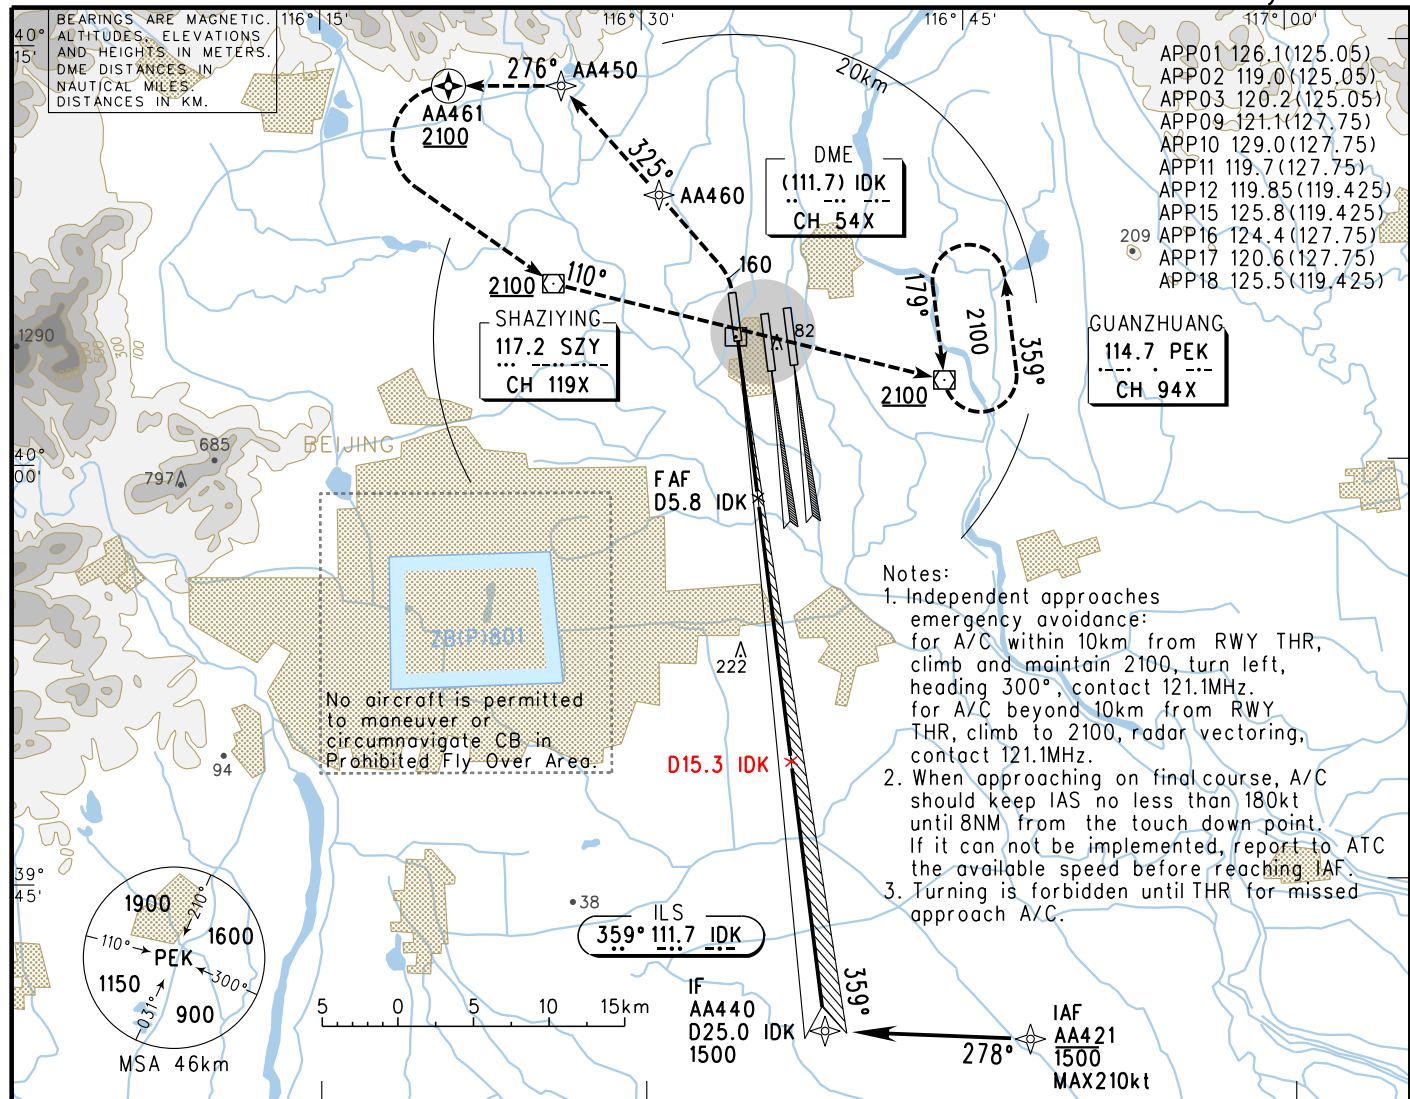 BEARINGS ARE MAGNETIC.
ALTITUDES, ELEVATIONS
AND HEIGHTS IN METERS.
DME DISTANCES IN
NAUTICAL MILES.
DISTANCES IN KM.
116° 15'
116° 30'
116° 45'
117° 00'
40°
15'
APP01 126.1(125.05)
APP02 119.0(125.05)
APP03 120.2(125.05)
APP09 121.1(127.75)
APP10 129.0(127.75)
APP11 119.7(127.75)
APP12 119.85(119.425)
APP15 125.8(119.425)
APP16 124.4(127.75)
APP17 120.6(127.75)
APP18 125.5(119.425)
20km
276° AA450
AA461
2100
325°
AA460
DME
(111.7) IDK
CH 54X
209
160
2100
110°
179°
2100
359°
SHAZIYING
117.2 SZY
CH 119X
82
GUANZHUANG
114.7 PEK
CH 94X
2100
1290
300
100
685
797
BEIJING
40°
00'
FAF
D5.8 IDK
ZB(P)801
222
No aircraft is permitted
to maneuver or
circumnavigate CB in
Prohibited Fly Over Area.
94
D15.3 IDK
Notes:
1. Independent approaches
emergency avoidance:
for A/C within 10km from RWY THR,
climb and maintain 2100, turn left,
heading 300°, contact 121.1MHz.
for A/C beyond 10km from RWY
THR, climb to 2100, radar vectoring,
contact 121.1MHz.
2. When approaching on final course, A/C
should keep IAS no less than 180kt
until 8NM from the touch down point.
If it can not be implemented, report to ATC
the available speed before reaching IAF.
3. Turning is forbidden until THR for missed
approach A/C.
39°
45'
38
ILS
359° 111.7 IDK
1900
210°
1600
110°
PEK
300°
1150
031°
900
MSA 46km
5 0 5 10 15km
IF
AA440
D25.0 IDK
1500
359°
278°
IAF
AA421
1500
MAX210kt